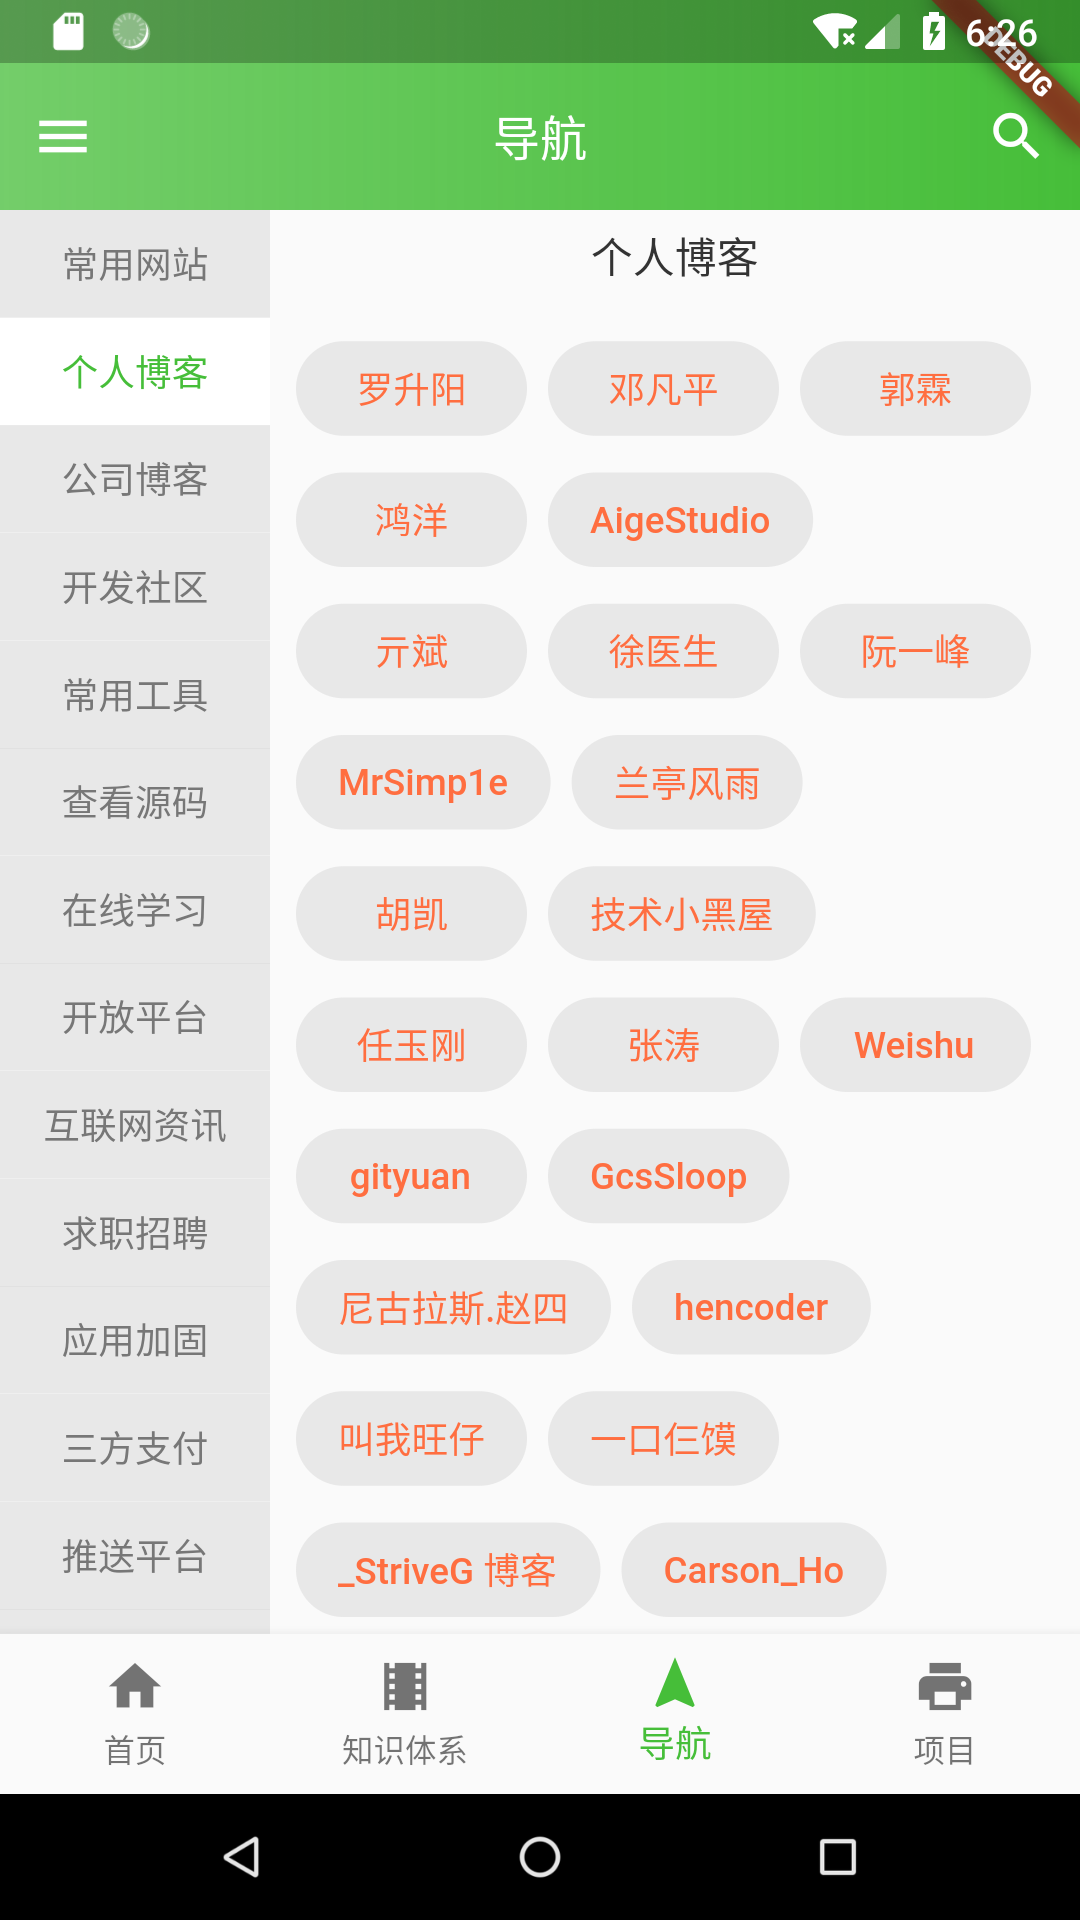 6:26
DEBUG
导航
常用网站
个人博客
公司博客
开发社区
常用工具
查看源码
在线学习
开放平台
互联网资讯
求职招聘
应用加固
三方支付
推送平台
个人博客
罗升阳 邓凡平 郭霖
鸿洋 AigeStudio
亓斌 徐医生 阮一峰
MrSimp1e 兰亭风雨
胡凯 技术小黑屋
任玉刚 张涛 Weishu
gityuan GcsSloop
尼古拉斯.赵四 hencoder
叫我旺仔 一口仨馍
_StriveG 博客 Carson_Ho
首页 知识体系 导航 项目